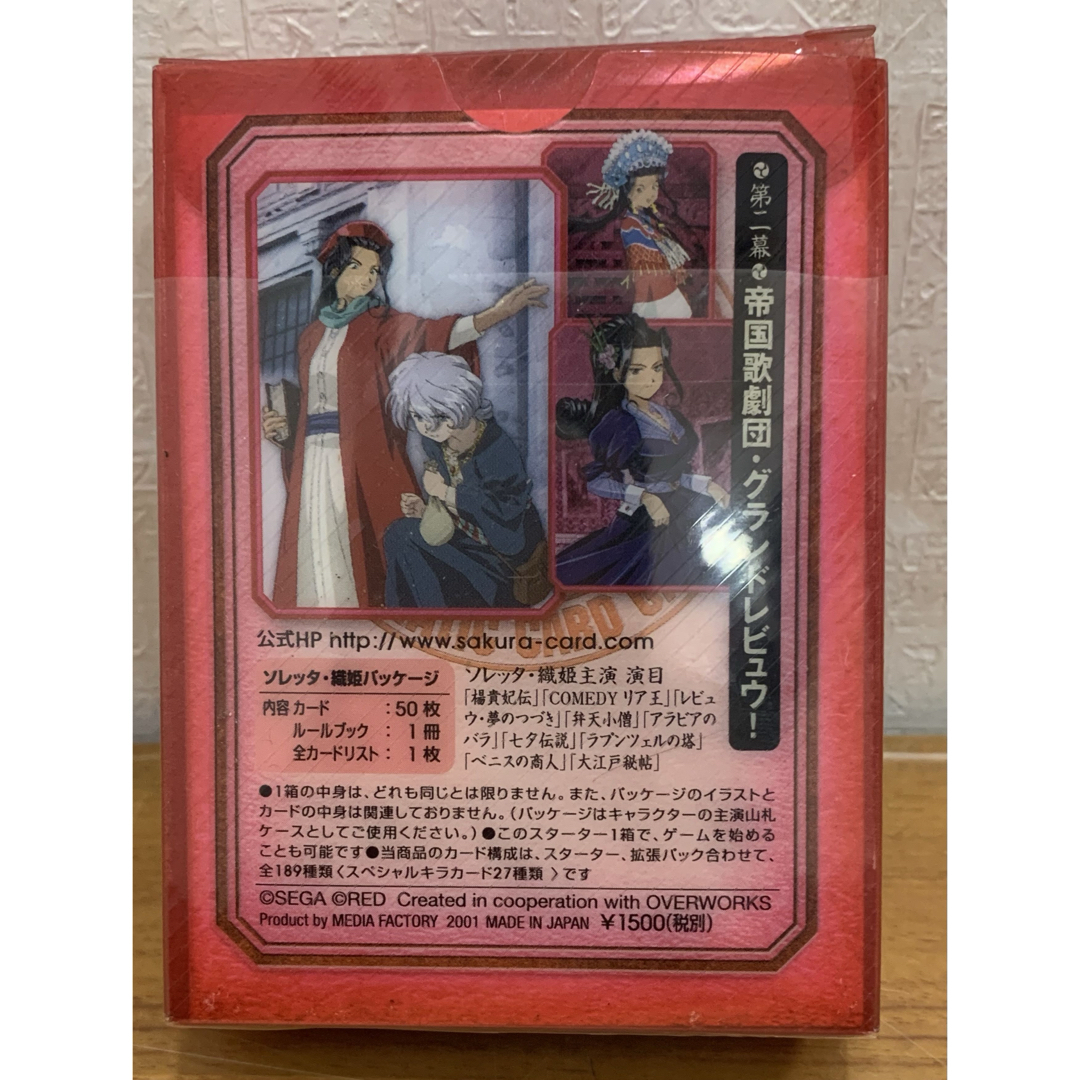 第二幕
帝国歌劇団・グランドレビュウ!
公式HP http://www.sakura-card.com
ソレッタ・織姫パッケージ
内容 カード :50枚
ルールブック : 1冊
全カードリスト : 1枚
ソレッタ・織姫主演 演目
「楊貴妃伝」「COMEDY リア王」「レビュ
ウ・夢のつづき」「弁天小僧」「アラビアの
バラ」「七夕伝説」「ラプンツェルの塔」
「ベニスの商人」「大江戸秘帖」
●1箱の中身は、どれも同じとは限りません。また、パッケージのイラストと
カードの中身は関連しておりません。(パッケージはキャラクターの主演山札
ケースとしてご使用ください。)●このスターター1箱で、ゲームを始める
ことも可能です●当商品のカード構成は、スターター、拡張パック合わせて、
全189種類〈スペシャルキラカード27種類 〉です
©SEGA ©RED Created in cooperation with OVERWORKS
Product by MEDIA FACTORY 2001 MADE IN JAPAN ¥1500(税別)